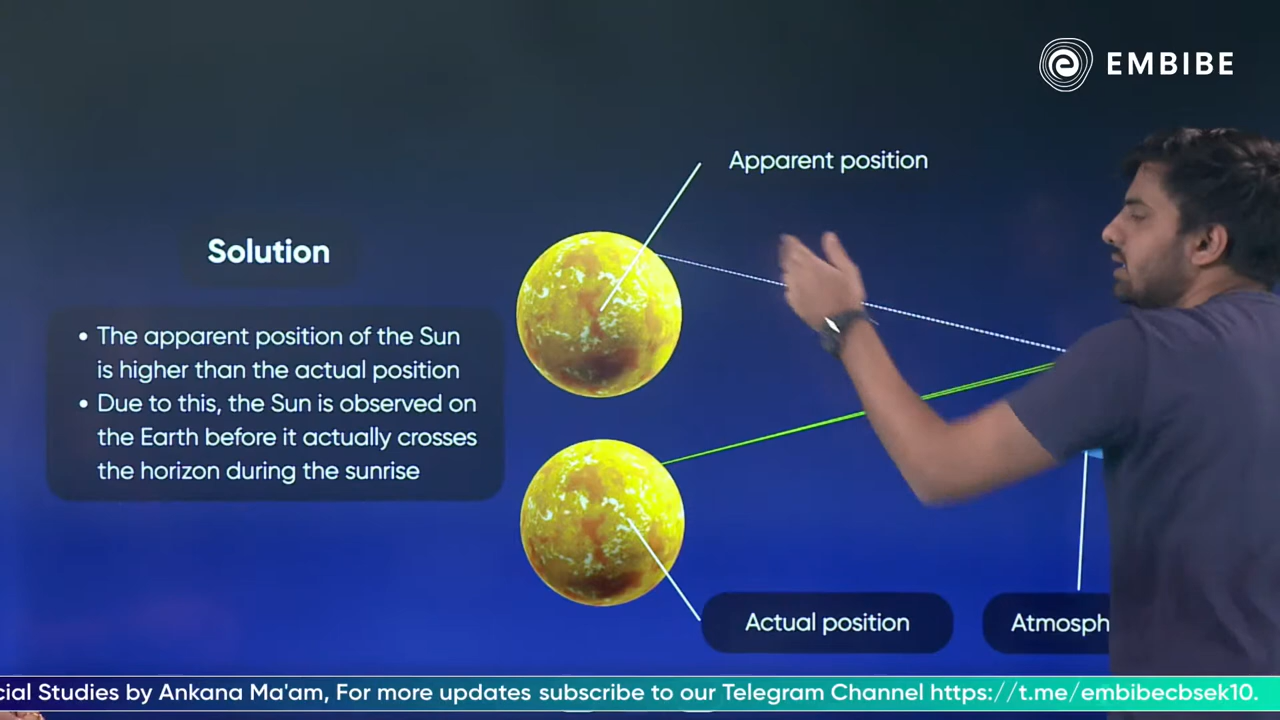 EMBIBE
Apparent position
Solution
• The apparent position of the Sun
is higher than the actual position
• Due to this, the Sun is observed on
the Earth before it actually crosses
the horizon during the sunrise
Actual position
Atmosph
cial Studies by Ankana Ma'am, For more updates subscribe to our Telegram Channel https://t.me/embibecbsek10.